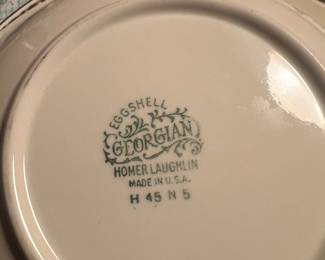 EGGSHELL
GEORGIAN
HOMER LAUGHLIN
MADE IN U.S.A.
H 45 N 5